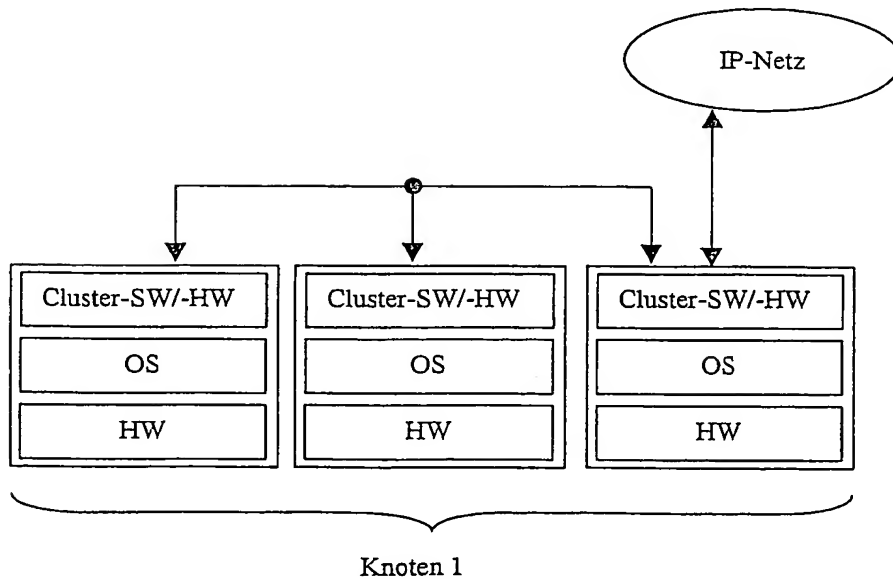 IP-Netz
Cluster-SW/-HW
Cluster-SW/-HW
Cluster-SW/-HW
OS
OS
OS
HW
HW
HW
Knoten 1